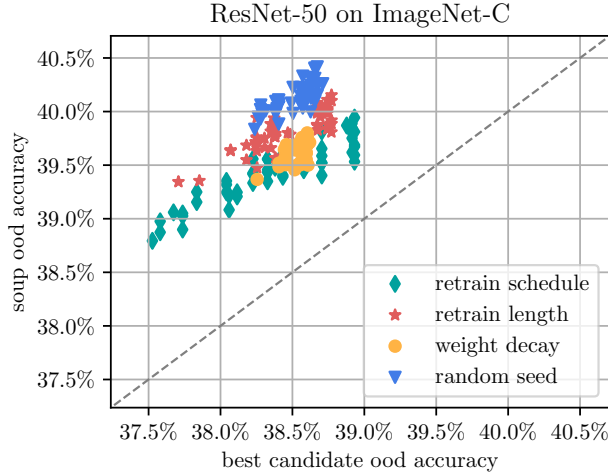 ResNet-50 on ImageNet-C
soup ood accuracy
40.5%
40.0%
39.5%
39.0%
38.5%
38.0%
37.5%
retrain schedule
retrain length
weight decay
random seed
37.5% 38.0% 38.5% 39.0% 39.5% 40.0% 40.5%
best candidate ood accuracy